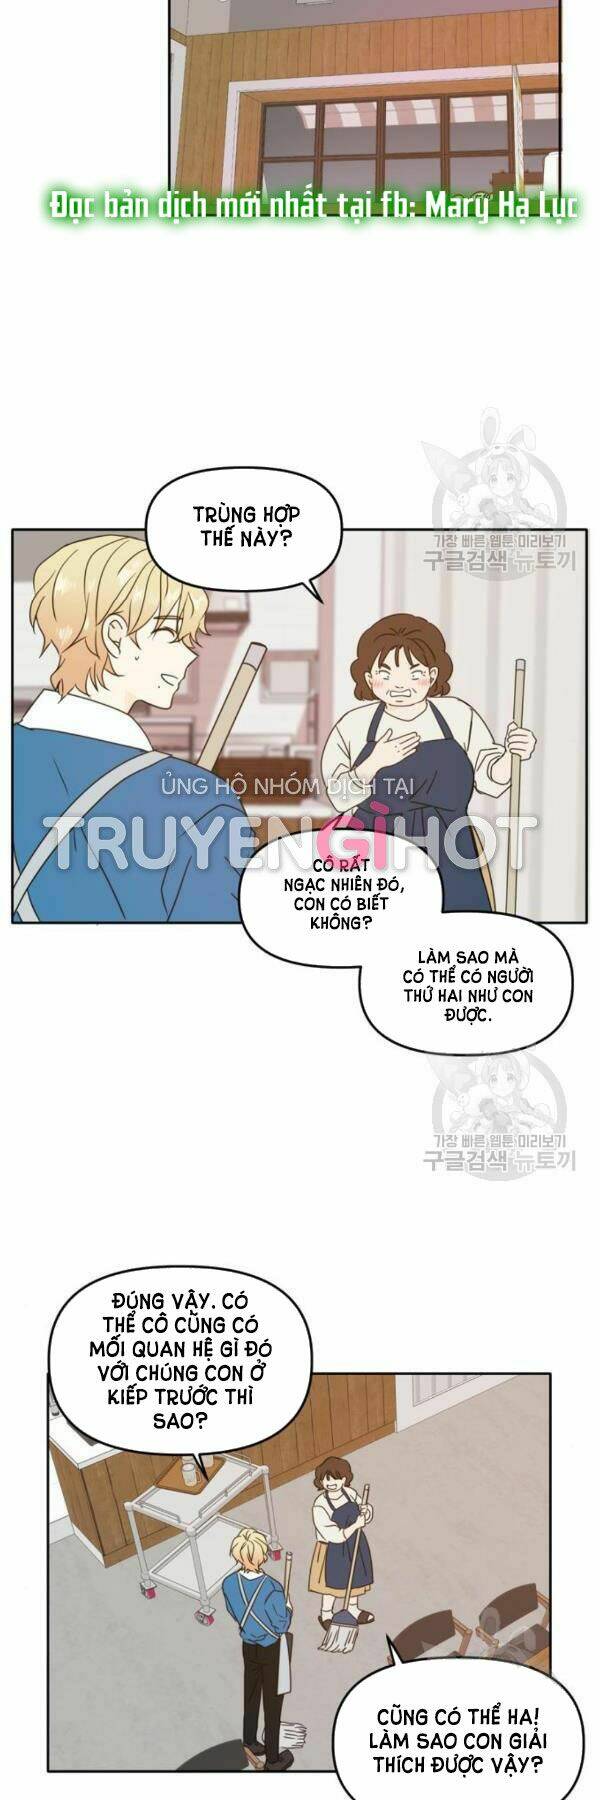 Đọc bản dịch mới nhất tại fb: Mary Hạ Lục
TRÙNG HỢP
THẾ NÀY?
가장 빠른 웹툰 미리보기
구글검색 뉴토끼
ỦNG HỘ NHÓM DỊCH TẠI
TRUYENGIHOT
CÔ RẤT
NGẠC NHIÊN ĐÓ,
CON CÓ BIẾT
KHÔNG?
LÀM SAO MÀ
CÓ THỂ CÓ NGƯỜI
THỨ HAI NHƯ CON
ĐƯỢC.
가장 빠른 웹툰 미리보기
구글검색 뉴토끼
ĐÚNG VẬY. CÓ
THỂ CÔ CŨNG CÓ
MỐI QUAN HỆ GÌ ĐÓ
VỚI CHÚNG CON Ở
KIẾP TRƯỚC THÌ
SAO?
CŨNG CÓ THỂ HA!
LÀM SAO CON GIẢI
THÍCH ĐƯỢC VẬY?